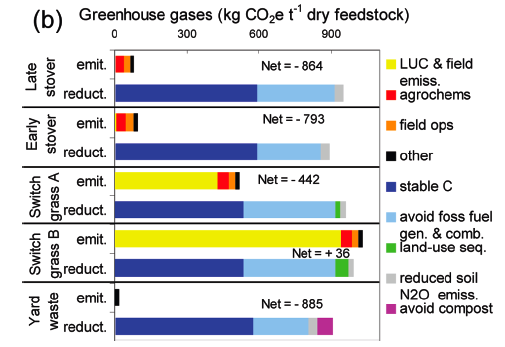 (b) Greenhouse gases (kg CO₂e t⁻¹ dry feedstock)
0 300 600 900
Late stover
emit.
Net = - 864
reduct.
Early stover
emit.
Net = - 793
reduct.
Switch grass A
emit.
Net = - 442
reduct.
Switch grass B
emit.
Net = + 36
reduct.
Yard waste
emit.
Net = - 885
reduct.
LUC & field
emiss.
agrochems
field ops
other
stable C
avoid foss fuel
gen. & comb.
land-use seq.
reduced soil
N2O emiss.
avoid compost